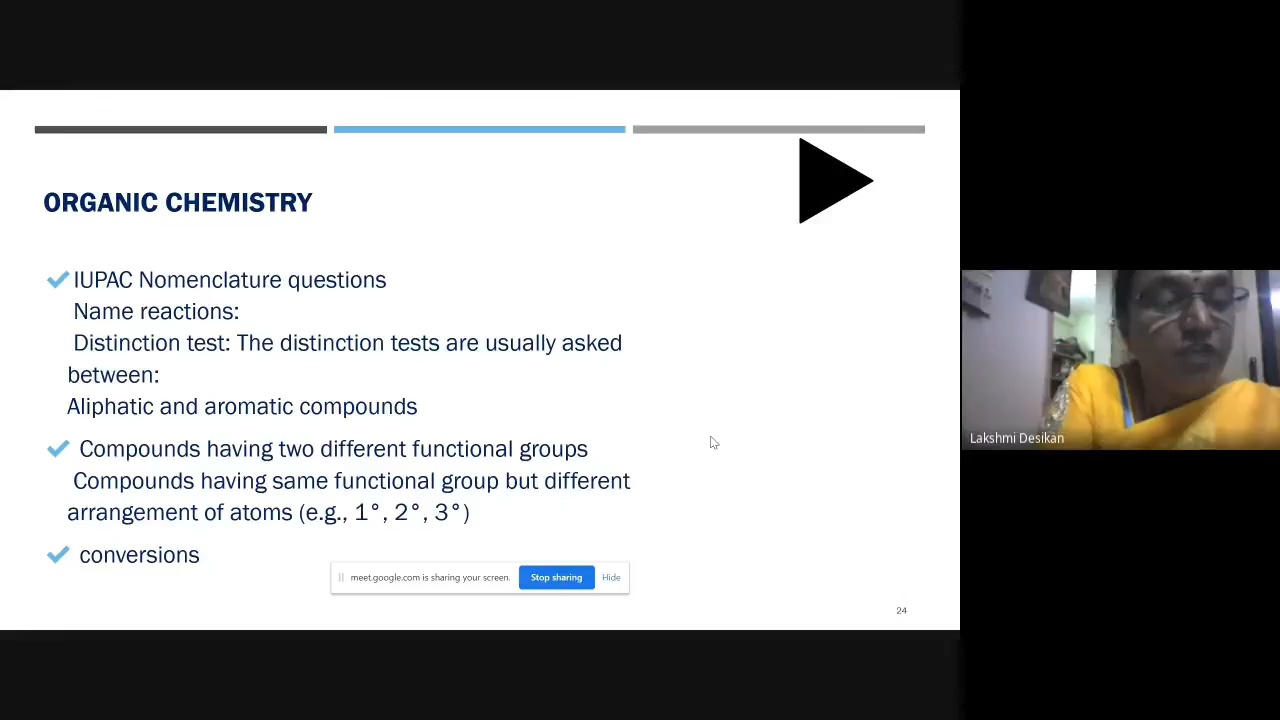 ORGANIC CHEMISTRY
IUPAC Nomenclature questions
Name reactions:
Distinction test: The distinction tests are usually asked
between:
Aliphatic and aromatic compounds
Compounds having two different functional groups
Compounds having same functional group but different
arrangement of atoms (e.g., 1°, 2°, 3°)
conversions
meet.google.com is sharing your screen. Stop sharing Hide
24
Lakshmi Desikan